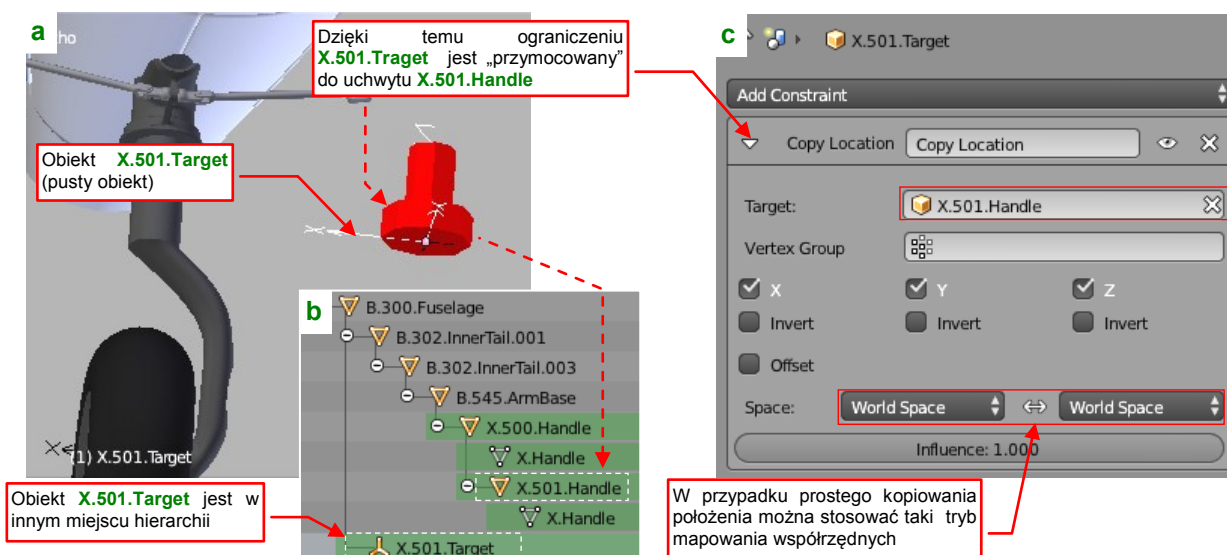 a
ho
Dzięki temu ograniczeniu
X.501.Traget jest „przymocowany”
do uchwytu X.501.Handle
Obiekt X.501.Target
(pusty obiekt)
(1) X.501.Target
Obiekt X.501.Target jest w
innym miejscu hierarchii
b
B.300.Fuselage
B.302.InnerTail.001
B.302.InnerTail.003
B.545.ArmBase
X.500.Handle
X.Handle
X.501.Handle
X.Handle
X.501.Target
c
X.501.Target
Add Constraint
Copy Location Copy Location
Target: X.501.Handle
Vertex Group
X Y Z
Invert Invert Invert
Offset
Space: World Space World Space
Influence: 1.000
W przypadku prostego kopiowania
położenia można stosować taki tryb
mapowania współrzędnych